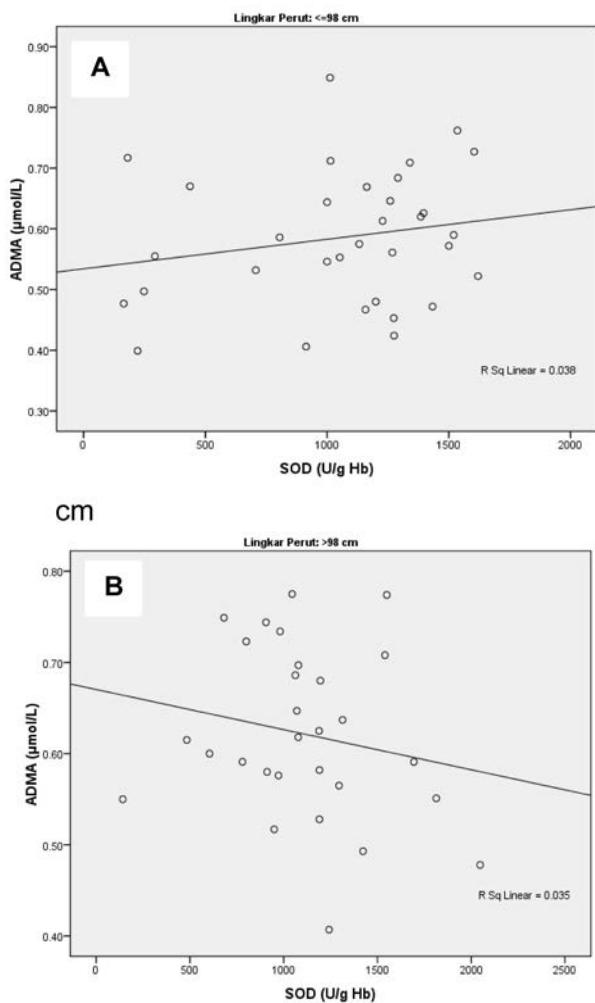 Lingkar Perut: <=98 cm
A
0.90
0.80
0.70
0.60
0.50
0.40
0.30
ADMA (µmol/L)
R Sq Linear = 0.038
0 500 1000 1500 2000
SOD (U/g Hb)
cm
Lingkar Perut: >98 cm
B
0.80
0.70
0.60
0.50
0.40
ADMA (µmol/L)
R Sq Linear = 0.035
0 500 1000 1500 2000 2500
SOD (U/g Hb)